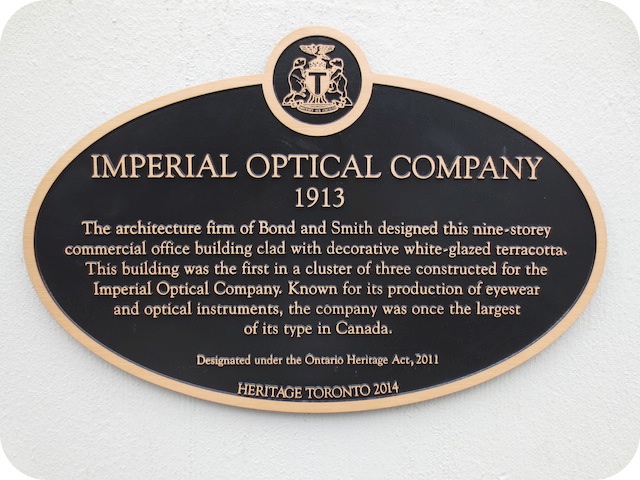 T
IMPERIAL OPTICAL COMPANY
1913
The architecture firm of Bond and Smith designed this nine-storey
commercial office building clad with decorative white-glazed terracotta.
This building was the first in a cluster of three constructed for the
Imperial Optical Company. Known for its production of eyewear
and optical instruments, the company was once the largest
of its type in Canada.
Designated under the Ontario Heritage Act, 2011
HERITAGE TORONTO 2014